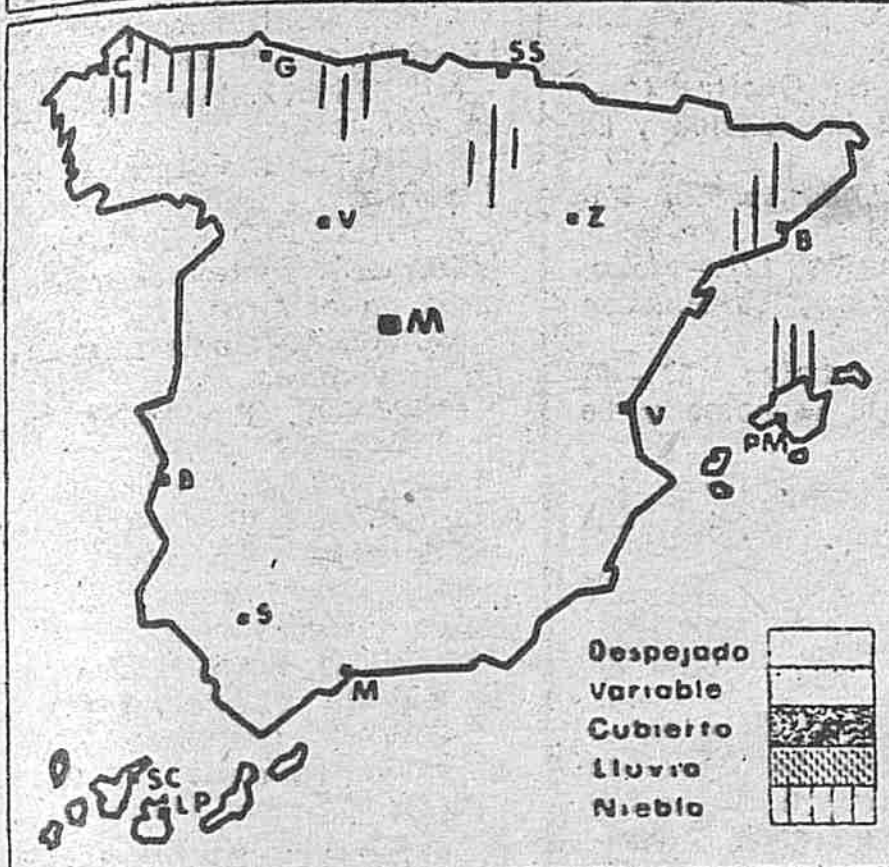 C
G
SS
V
Z
B
M
V
PM
B
S
M
SC
LP
Despejado
Variable
Cubierto
Lluvia
Niebla